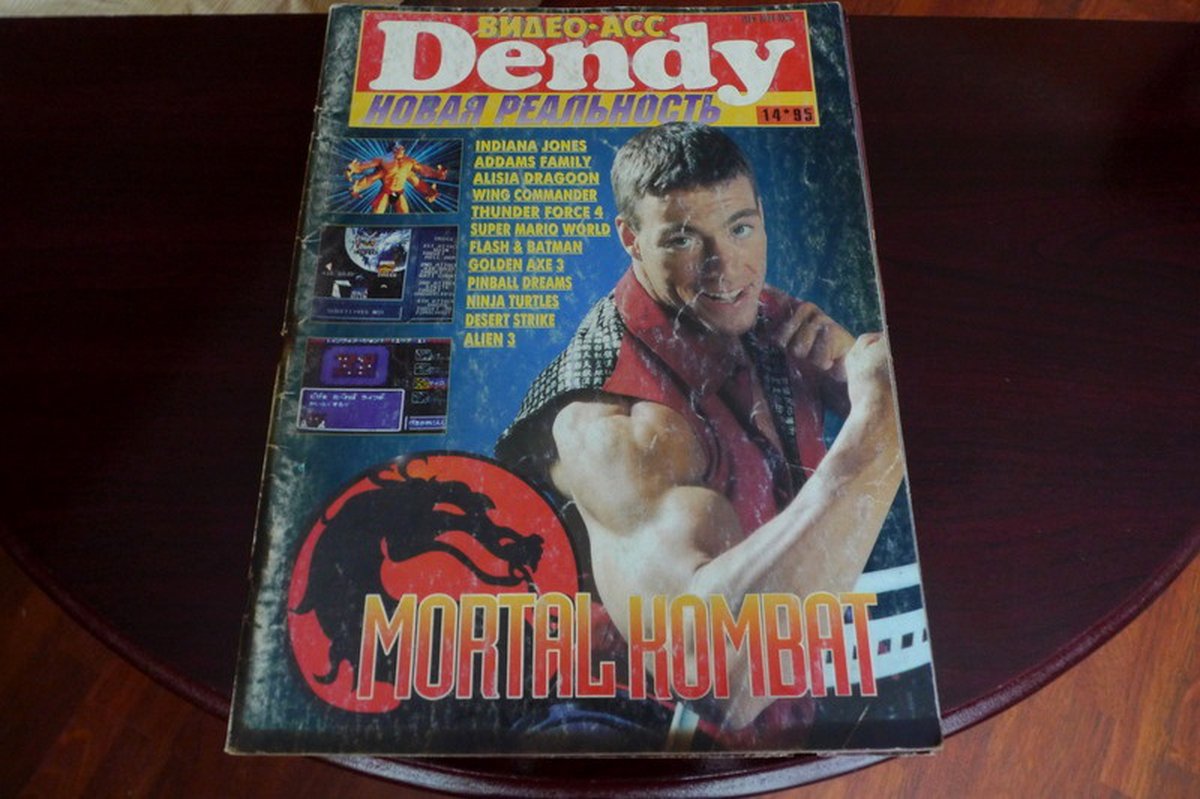 ВИДЕО-АСС
Dendy
НОВАЯ РЕАЛЬНОСТЬ
14*95
INDIANA JONES
ADDAMS FAMILY
ALISIA DRAGOON
WING COMMANDER
THUNDER FORCE 4
SUPER MARIO WORLD
FLASH & BATMAN
GOLDEN AXE 3
PINBALL DREAMS
NINJA TURTLES
DESERT STRIKE
ALIEN 3
MORTAL KOMBAT